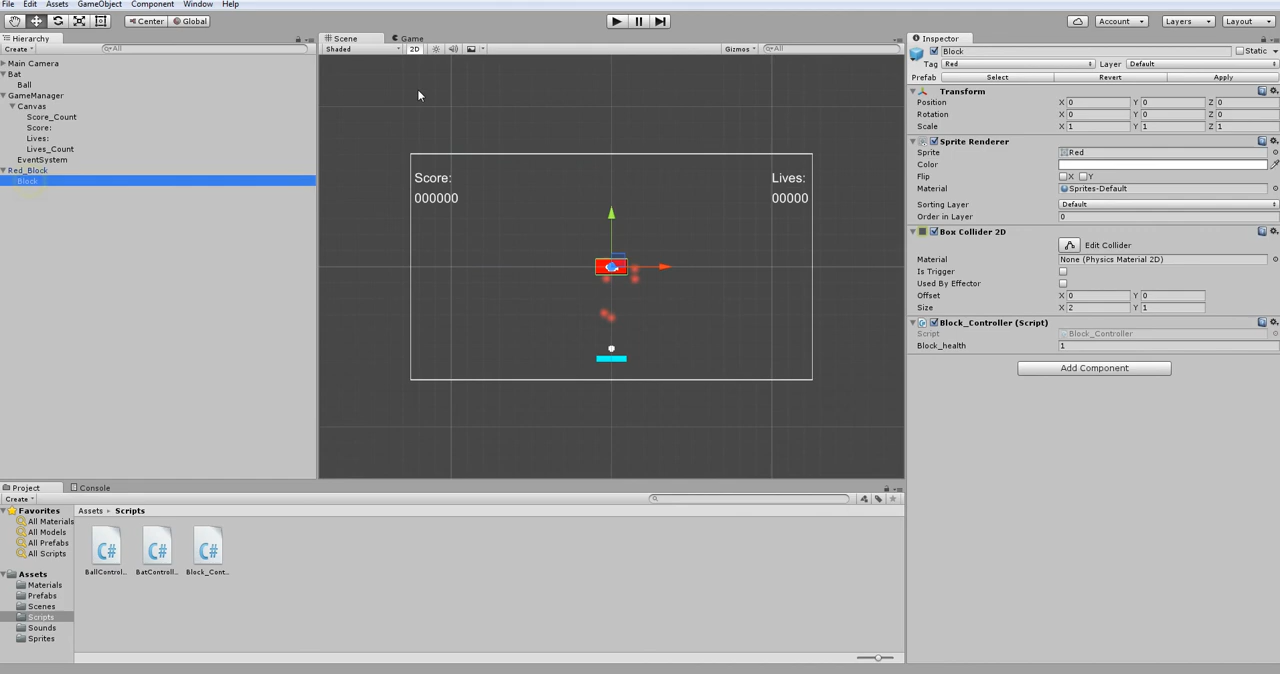 File Edit Assets GameObject Component Window Help
Center Global Account Layers Layout
Hierarchy
Create All
Main Camera
Bat
Ball
GameManager
Canvas
Score_Count
Score:
Lives:
Lives_Count
EventSystem
Red_Block
Block
Scene Game
Shaded 2D Gizmos All
Score:
000000
Lives:
00000
Inspector
Block Static
Tag Red Layer Default
Prefab Select Revert Apply
Transform
Position X 0 Y 0 Z 0
Rotation X 0 Y 0 Z 0
Scale X 1 Y 1 Z 1
Sprite Renderer
Sprite Red
Color
Flip X Y
Material Sprites-Default
Sorting Layer Default
Order in Layer 0
Box Collider 2D
Edit Collider
Material None (Physics Material 2D)
Is Trigger
Used By Effector
Offset X 0 Y 0
Size X 2 Y 1
Block_Controller (Script)
Script Block_Controller
Block_health 1
Add Component
Project Console
Create
Favorites
All Materials
All Models
All Prefabs
All Scripts
Assets
Materials
Prefabs
Scenes
Scripts
Sounds
Sprites
Assets Scripts
C# C# C#
BallControl... BatControll... Block_Cont...